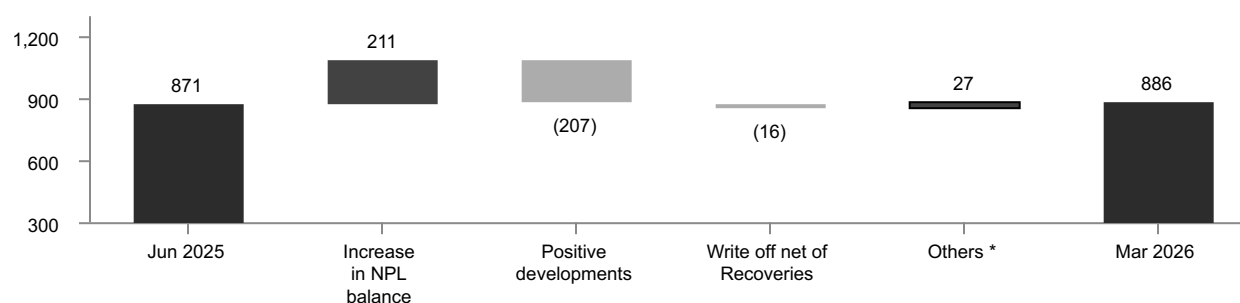 1,200
900
600
300
871
211
(207)
(16)
27
886
Jun 2025
Increase
in NPL
balance
Positive
developments
Write off net of
Recoveries
Others *
Mar 2026